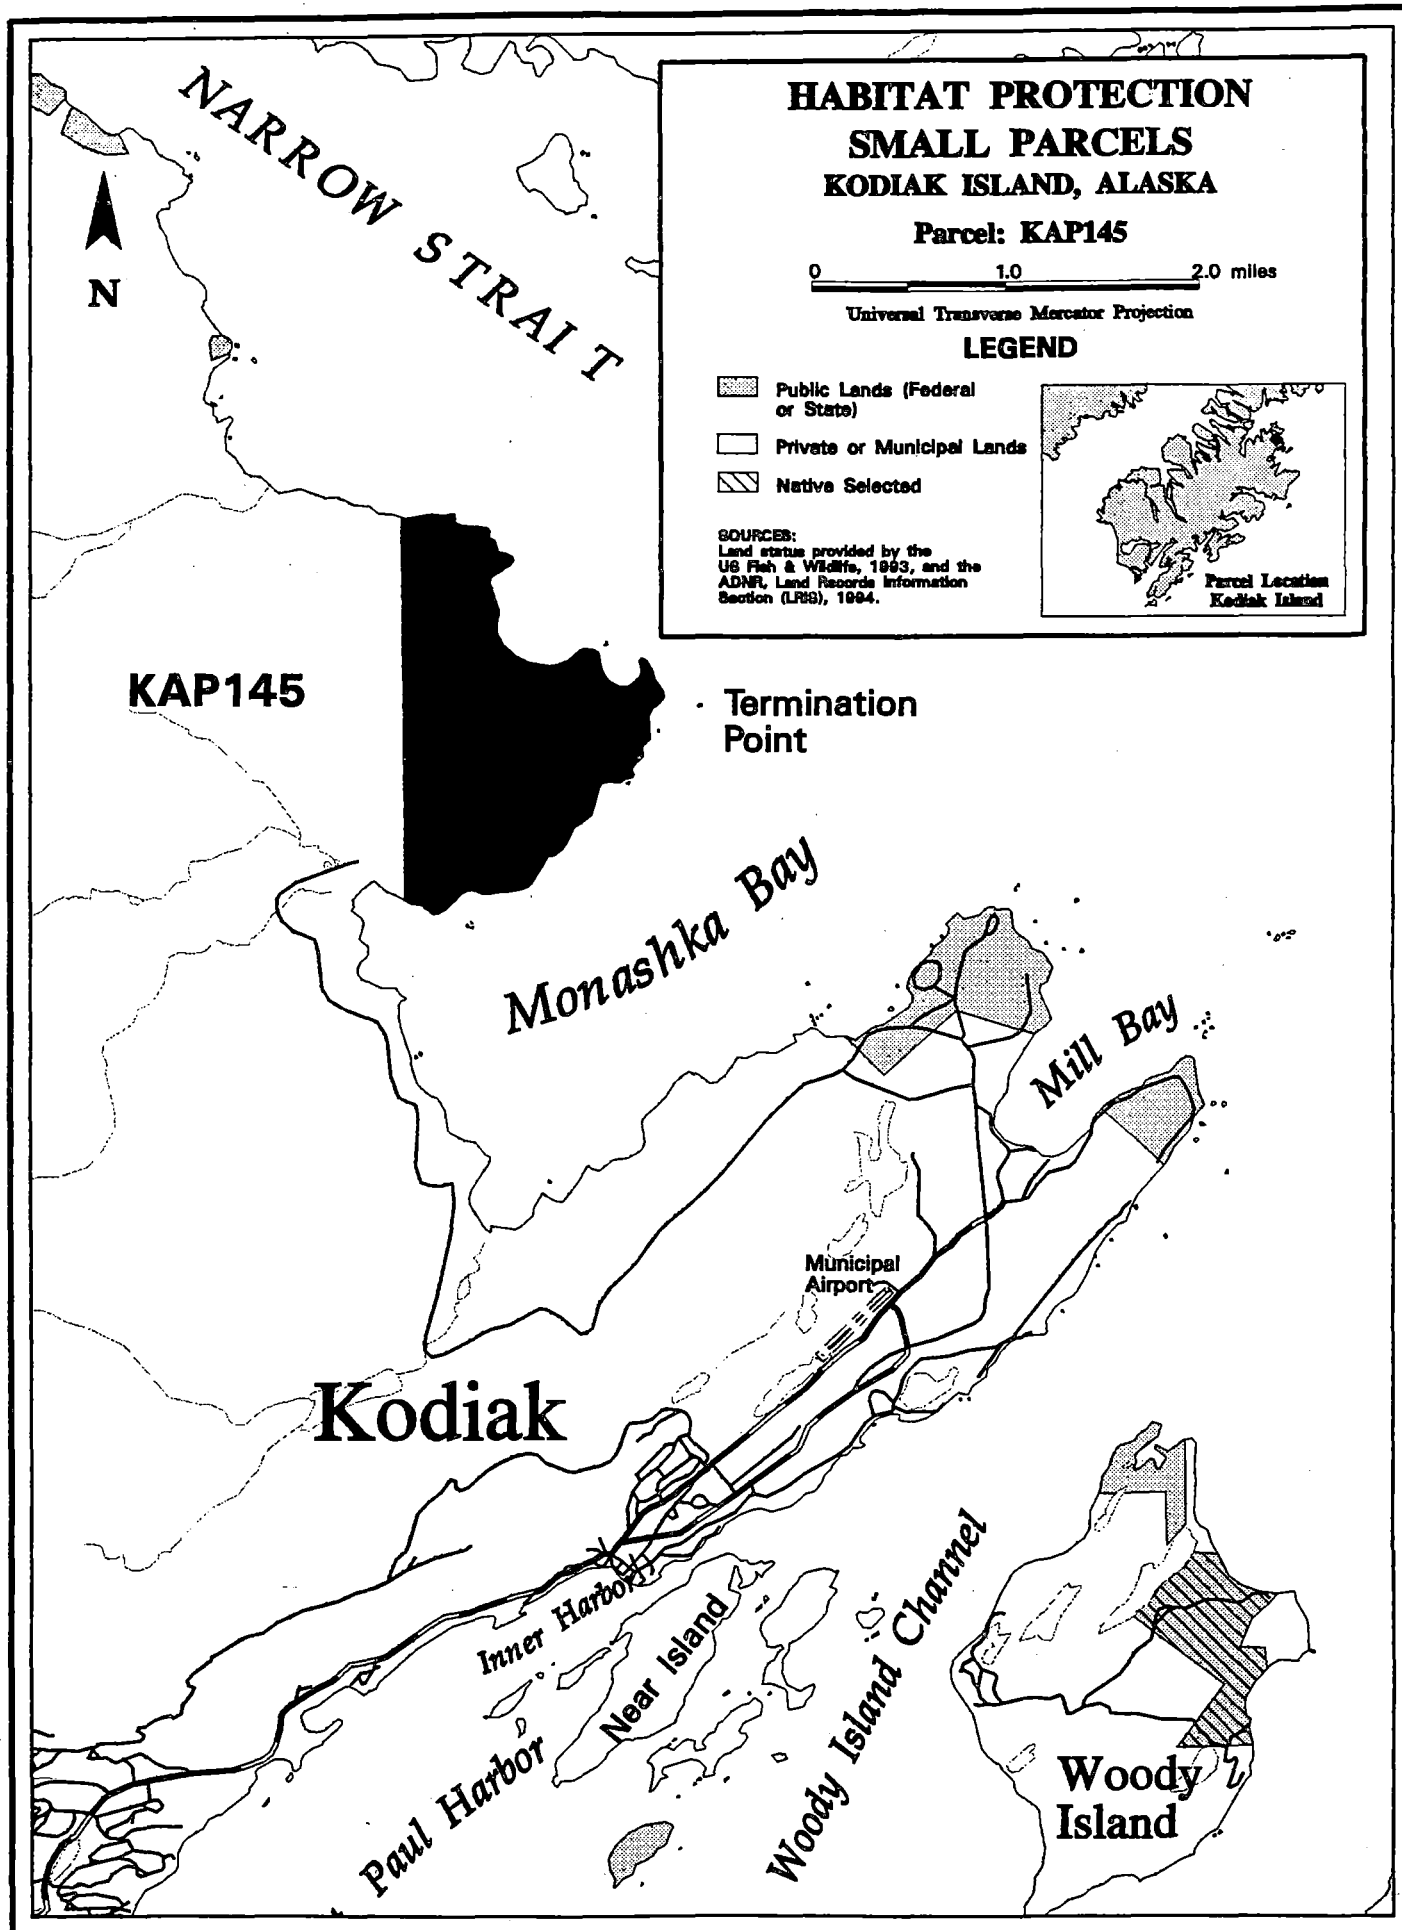 HABITAT PROTECTION
SMALL PARCELS
KODIAK ISLAND, ALASKA
Parcel: KAP145
0 1.0 2.0 miles
Universal Transverse Mercator Projection
LEGEND
Public Lands (Federal
or State)
Private or Municipal Lands
Native Selected
SOURCES:
Land status provided by the
US Fish & Wildlife, 1993, and the
ADNR, Land Records Information
Section (LRIS), 1994.
Parcel Location
Kodiak Island
NARROW STRAIT
N
KAP145
Termination
Point
Monashka Bay
Mill Bay
Municipal
Airport
Kodiak
Inner Harbor
Near Island
Paul Harbor
Woody Island Channel
Woody
Island